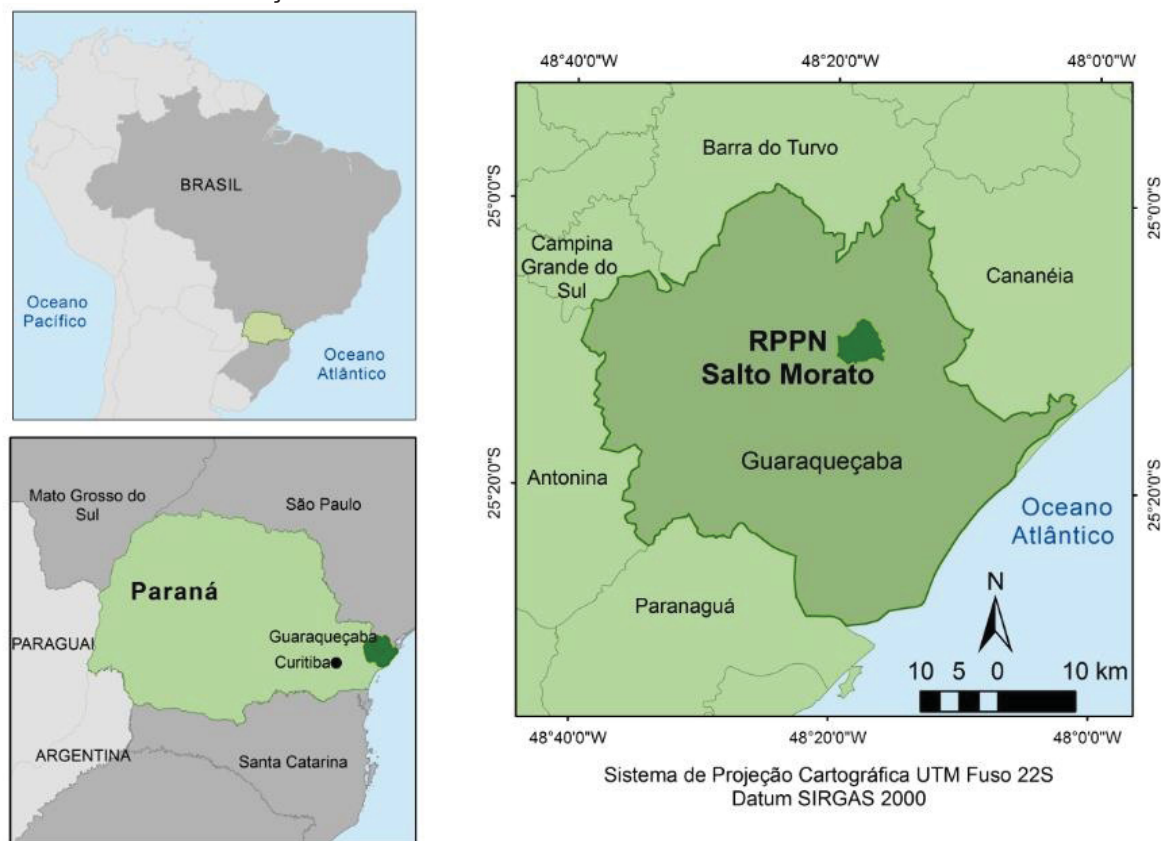 BRASIL
Oceano
Pacífico
Oceano
Atlântico
Mato Grosso do
Sul
São Paulo
Paraná
Guaraqueçaba
Curitiba
PARAGUAI
ARGENTINA
Santa Catarina
48°40'0"W 48°20'0"W 48°0'0"W
25°0'0"S
25°0'0"S
Barra do Turvo
Campina
Grande do
Sul
Cananéia
RPPN
Salto Morato
Guaraqueçaba
Antonina
25°20'0"S
25°20'0"S
Oceano
Atlântico
Paranaguá
N
10 5 0 10 km
48°40'0"W 48°20'0"W 48°0'0"W
Sistema de Projeção Cartográfica UTM Fuso 22S
Datum SIRGAS 2000